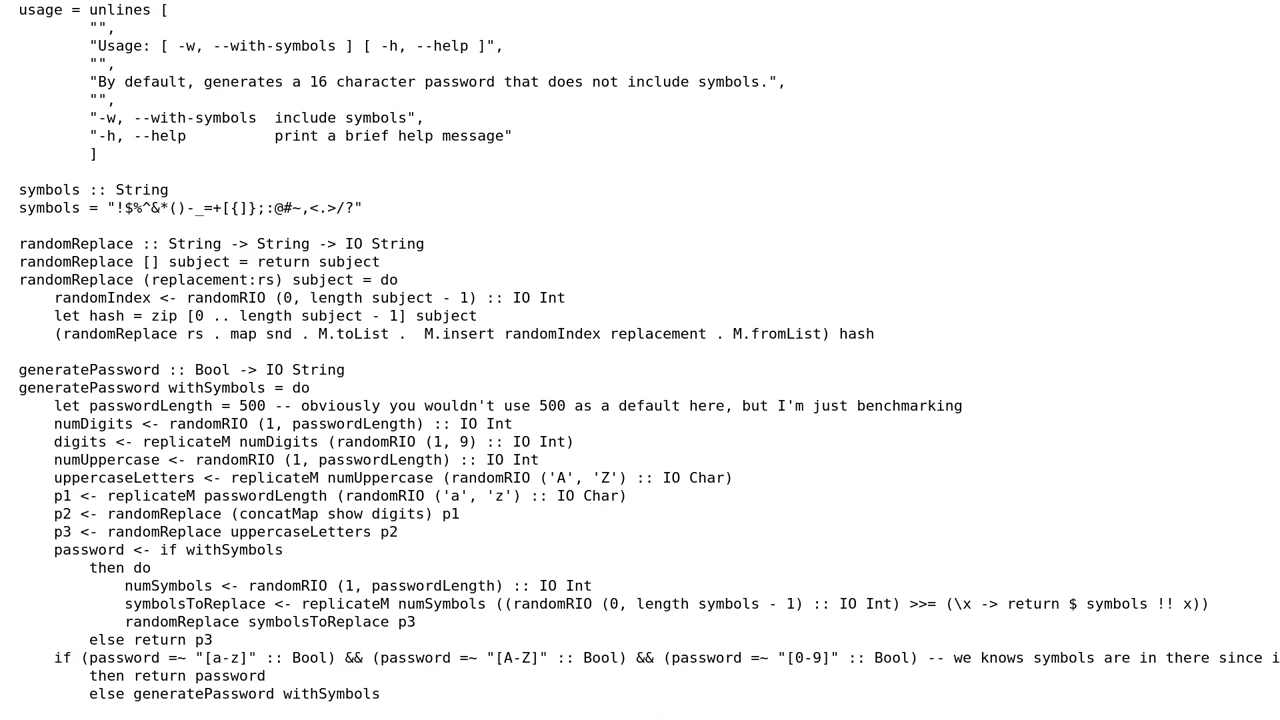 usage = unlines [
        "",
        "Usage: [ -w, --with-symbols ] [ -h, --help ]",
        "",
        "By default, generates a 16 character password that does not include symbols.",
        "",
        "-w, --with-symbols  include symbols",
        "-h, --help          print a brief help message"
        ]

symbols :: String
symbols = "!$%^&*()-_=+[{]};:@#~,<.>/?"

randomReplace :: String -> String -> IO String
randomReplace [] subject = return subject
randomReplace (replacement:rs) subject = do
    randomIndex <- randomRIO (0, length subject - 1) :: IO Int
    let hash = zip [0 .. length subject - 1] subject
    (randomReplace rs . map snd . M.toList .  M.insert randomIndex replacement . M.fromList) hash

generatePassword :: Bool -> IO String
generatePassword withSymbols = do
    let passwordLength = 500 -- obviously you wouldn't use 500 as a default here, but I'm just benchmarking
    numDigits <- randomRIO (1, passwordLength) :: IO Int
    digits <- replicateM numDigits (randomRIO (1, 9) :: IO Int)
    numUppercase <- randomRIO (1, passwordLength) :: IO Int
    uppercaseLetters <- replicateM numUppercase (randomRIO ('A', 'Z') :: IO Char)
    p1 <- replicateM passwordLength (randomRIO ('a', 'z') :: IO Char)
    p2 <- randomReplace (concatMap show digits) p1
    p3 <- randomReplace uppercaseLetters p2
    password <- if withSymbols
        then do
            numSymbols <- randomRIO (1, passwordLength) :: IO Int
            symbolsToReplace <- replicateM numSymbols ((randomRIO (0, length symbols - 1) :: IO Int) >>= (\x -> return $ symbols !! x))
            randomReplace symbolsToReplace p3
        else return p3
    if (password =~ "[a-z]" :: Bool) && (password =~ "[A-Z]" :: Bool) && (password =~ "[0-9]" :: Bool) -- we knows symbols are in there since
        then return password
        else generatePassword withSymbols